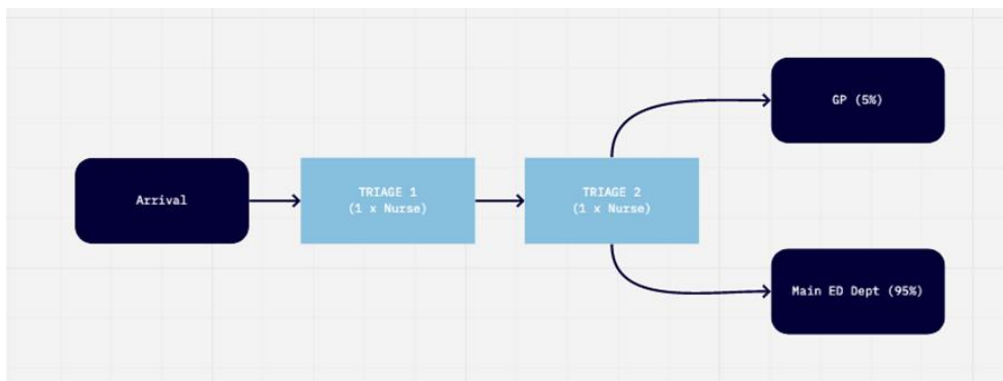 Arrival
TRIAGE 1
(1 x Nurse)
TRIAGE 2
(1 x Nurse)
GP (5%)
Main ED Dept (95%)